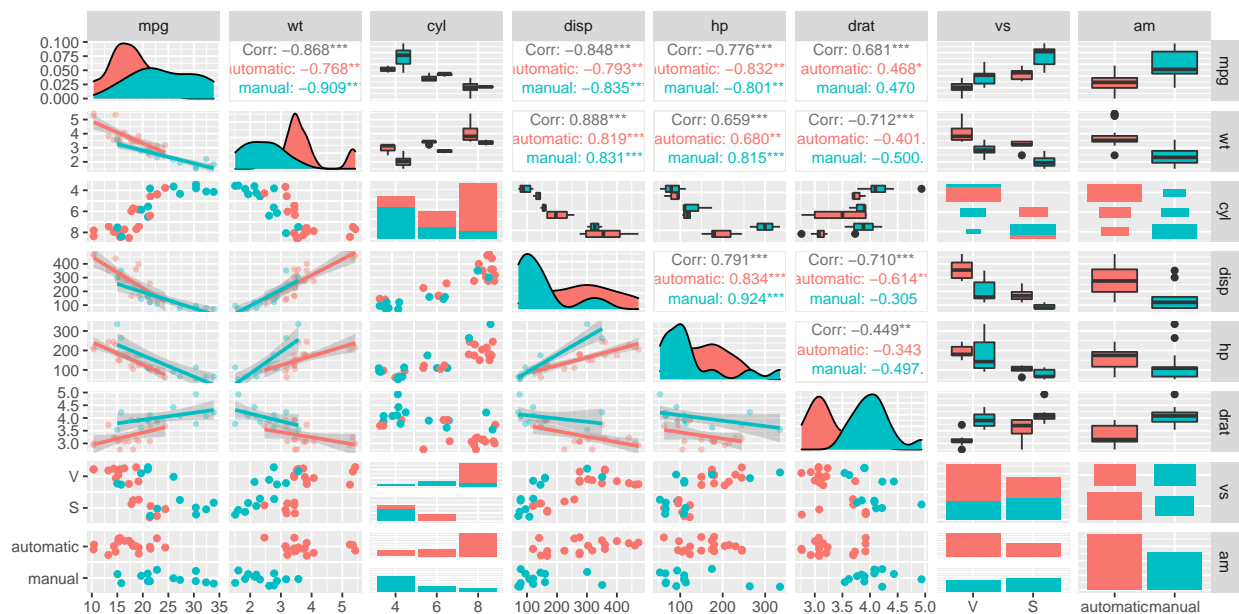 mpg wt cyl disp hp drat vs am
0.100
0.075
0.050
0.025
0.000
Corr: −0.868***
automatic: −0.768**
manual: −0.909**
Corr: −0.848***
automatic: −0.793**
manual: −0.835**
Corr: −0.776***
automatic: −0.832**
manual: −0.801**
Corr: 0.681***
automatic: 0.468*
manual: 0.470
mpg
5
4
3
2
Corr: 0.888***
automatic: 0.819***
manual: 0.831***
Corr: 0.659***
automatic: 0.680**
manual: 0.815***
Corr: −0.712***
automatic: −0.401.
manual: −0.500.
wt
4
6
8
cyl
400
300
200
100
Corr: 0.791***
automatic: 0.834***
manual: 0.924***
Corr: −0.710***
automatic: −0.614**
manual: −0.305
disp
300
200
100
Corr: −0.449**
automatic: −0.343
manual: −0.497.
hp
5.0
4.5
4.0
3.5
3.0
drat
V
S
vs
automatic
manual
am
10 15 20 25 30 35 2 3 4 5 4 6 8 100 200 300 400 100 200 300 3.0 3.5 4.0 4.5 5.0 V S automatic manual